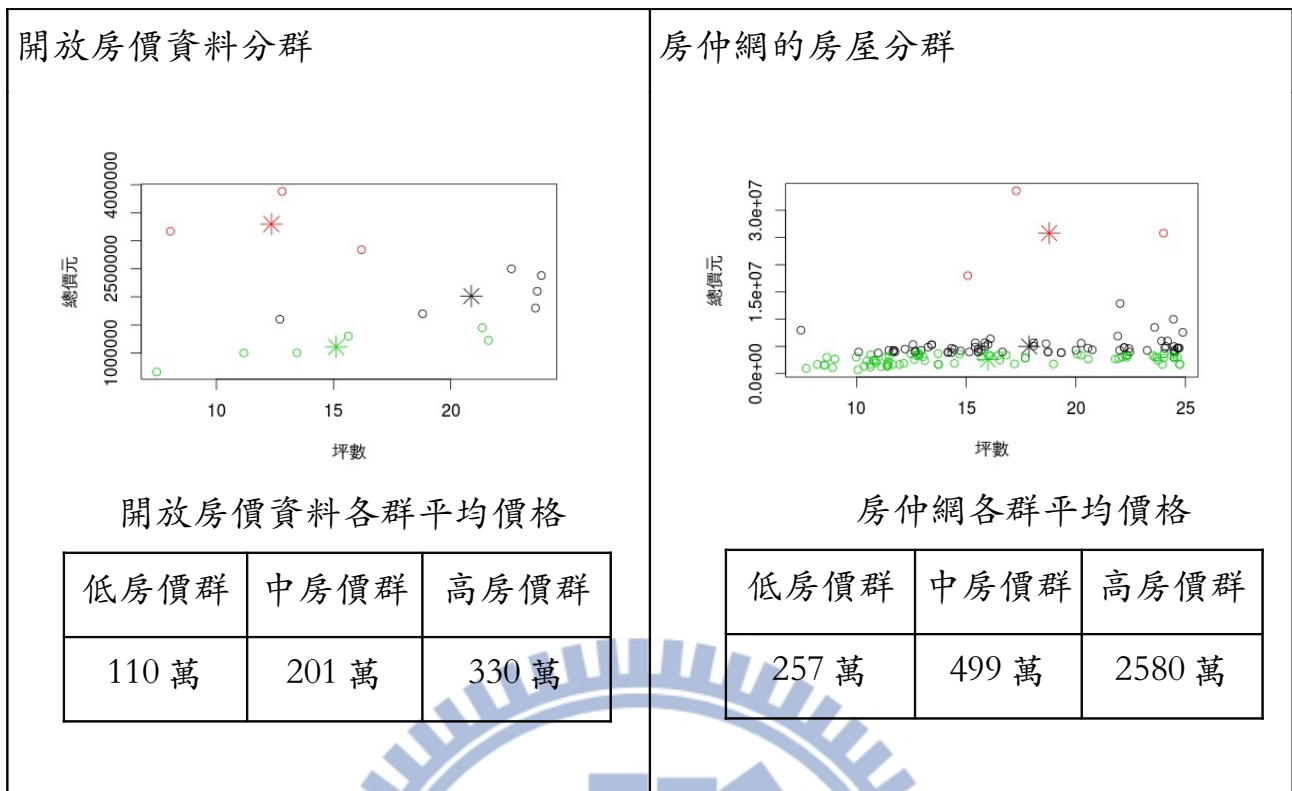 開放房價資料分群
4000000
2500000
1000000
總價元
10 15 20
坪數
開放房價資料各群平均價格
低房價群 中房價群 高房價群
110 萬 201 萬 330 萬
房仲網的房屋分群
3.0e+07
1.5e+07
0.0e+00
總價元
10 15 20 25
坪數
房仲網各群平均價格
低房價群 中房價群 高房價群
257 萬 499 萬 2580 萬